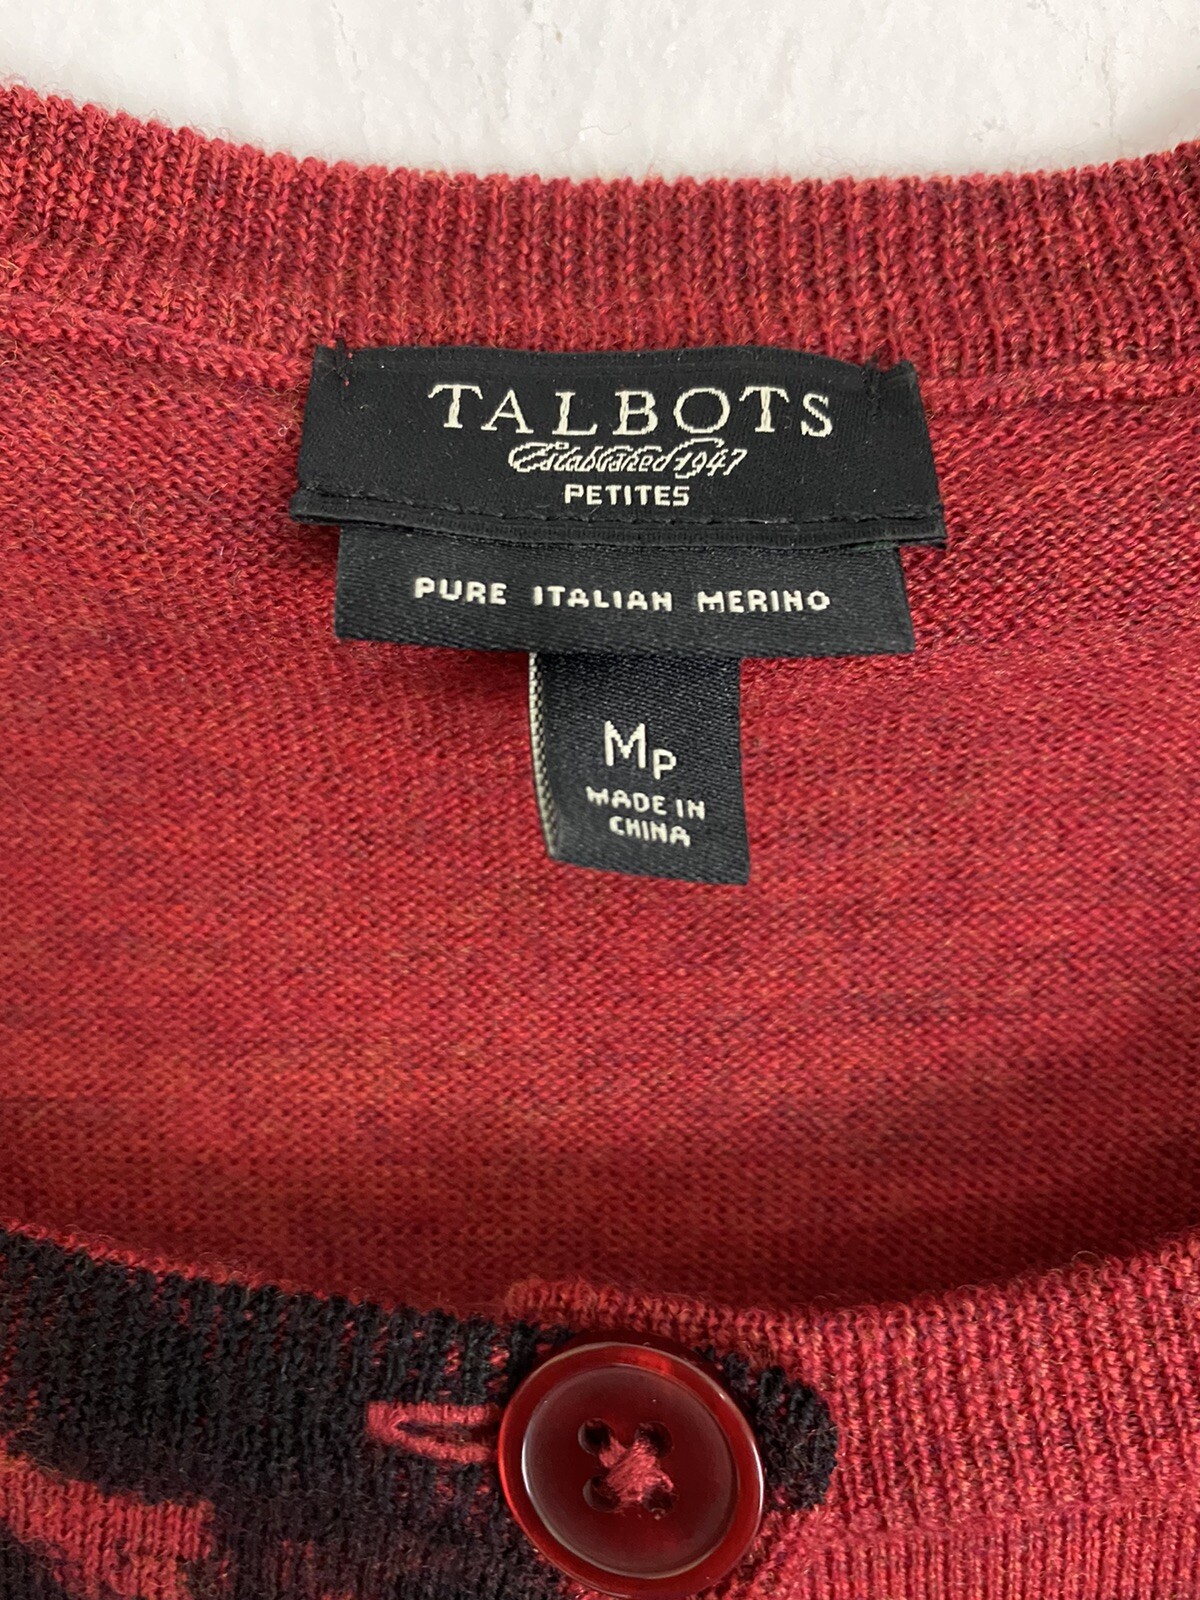 TALBOTS
Established 1947
PETITES
PURE ITALIAN MERINO
MP
MADE IN
CHINA